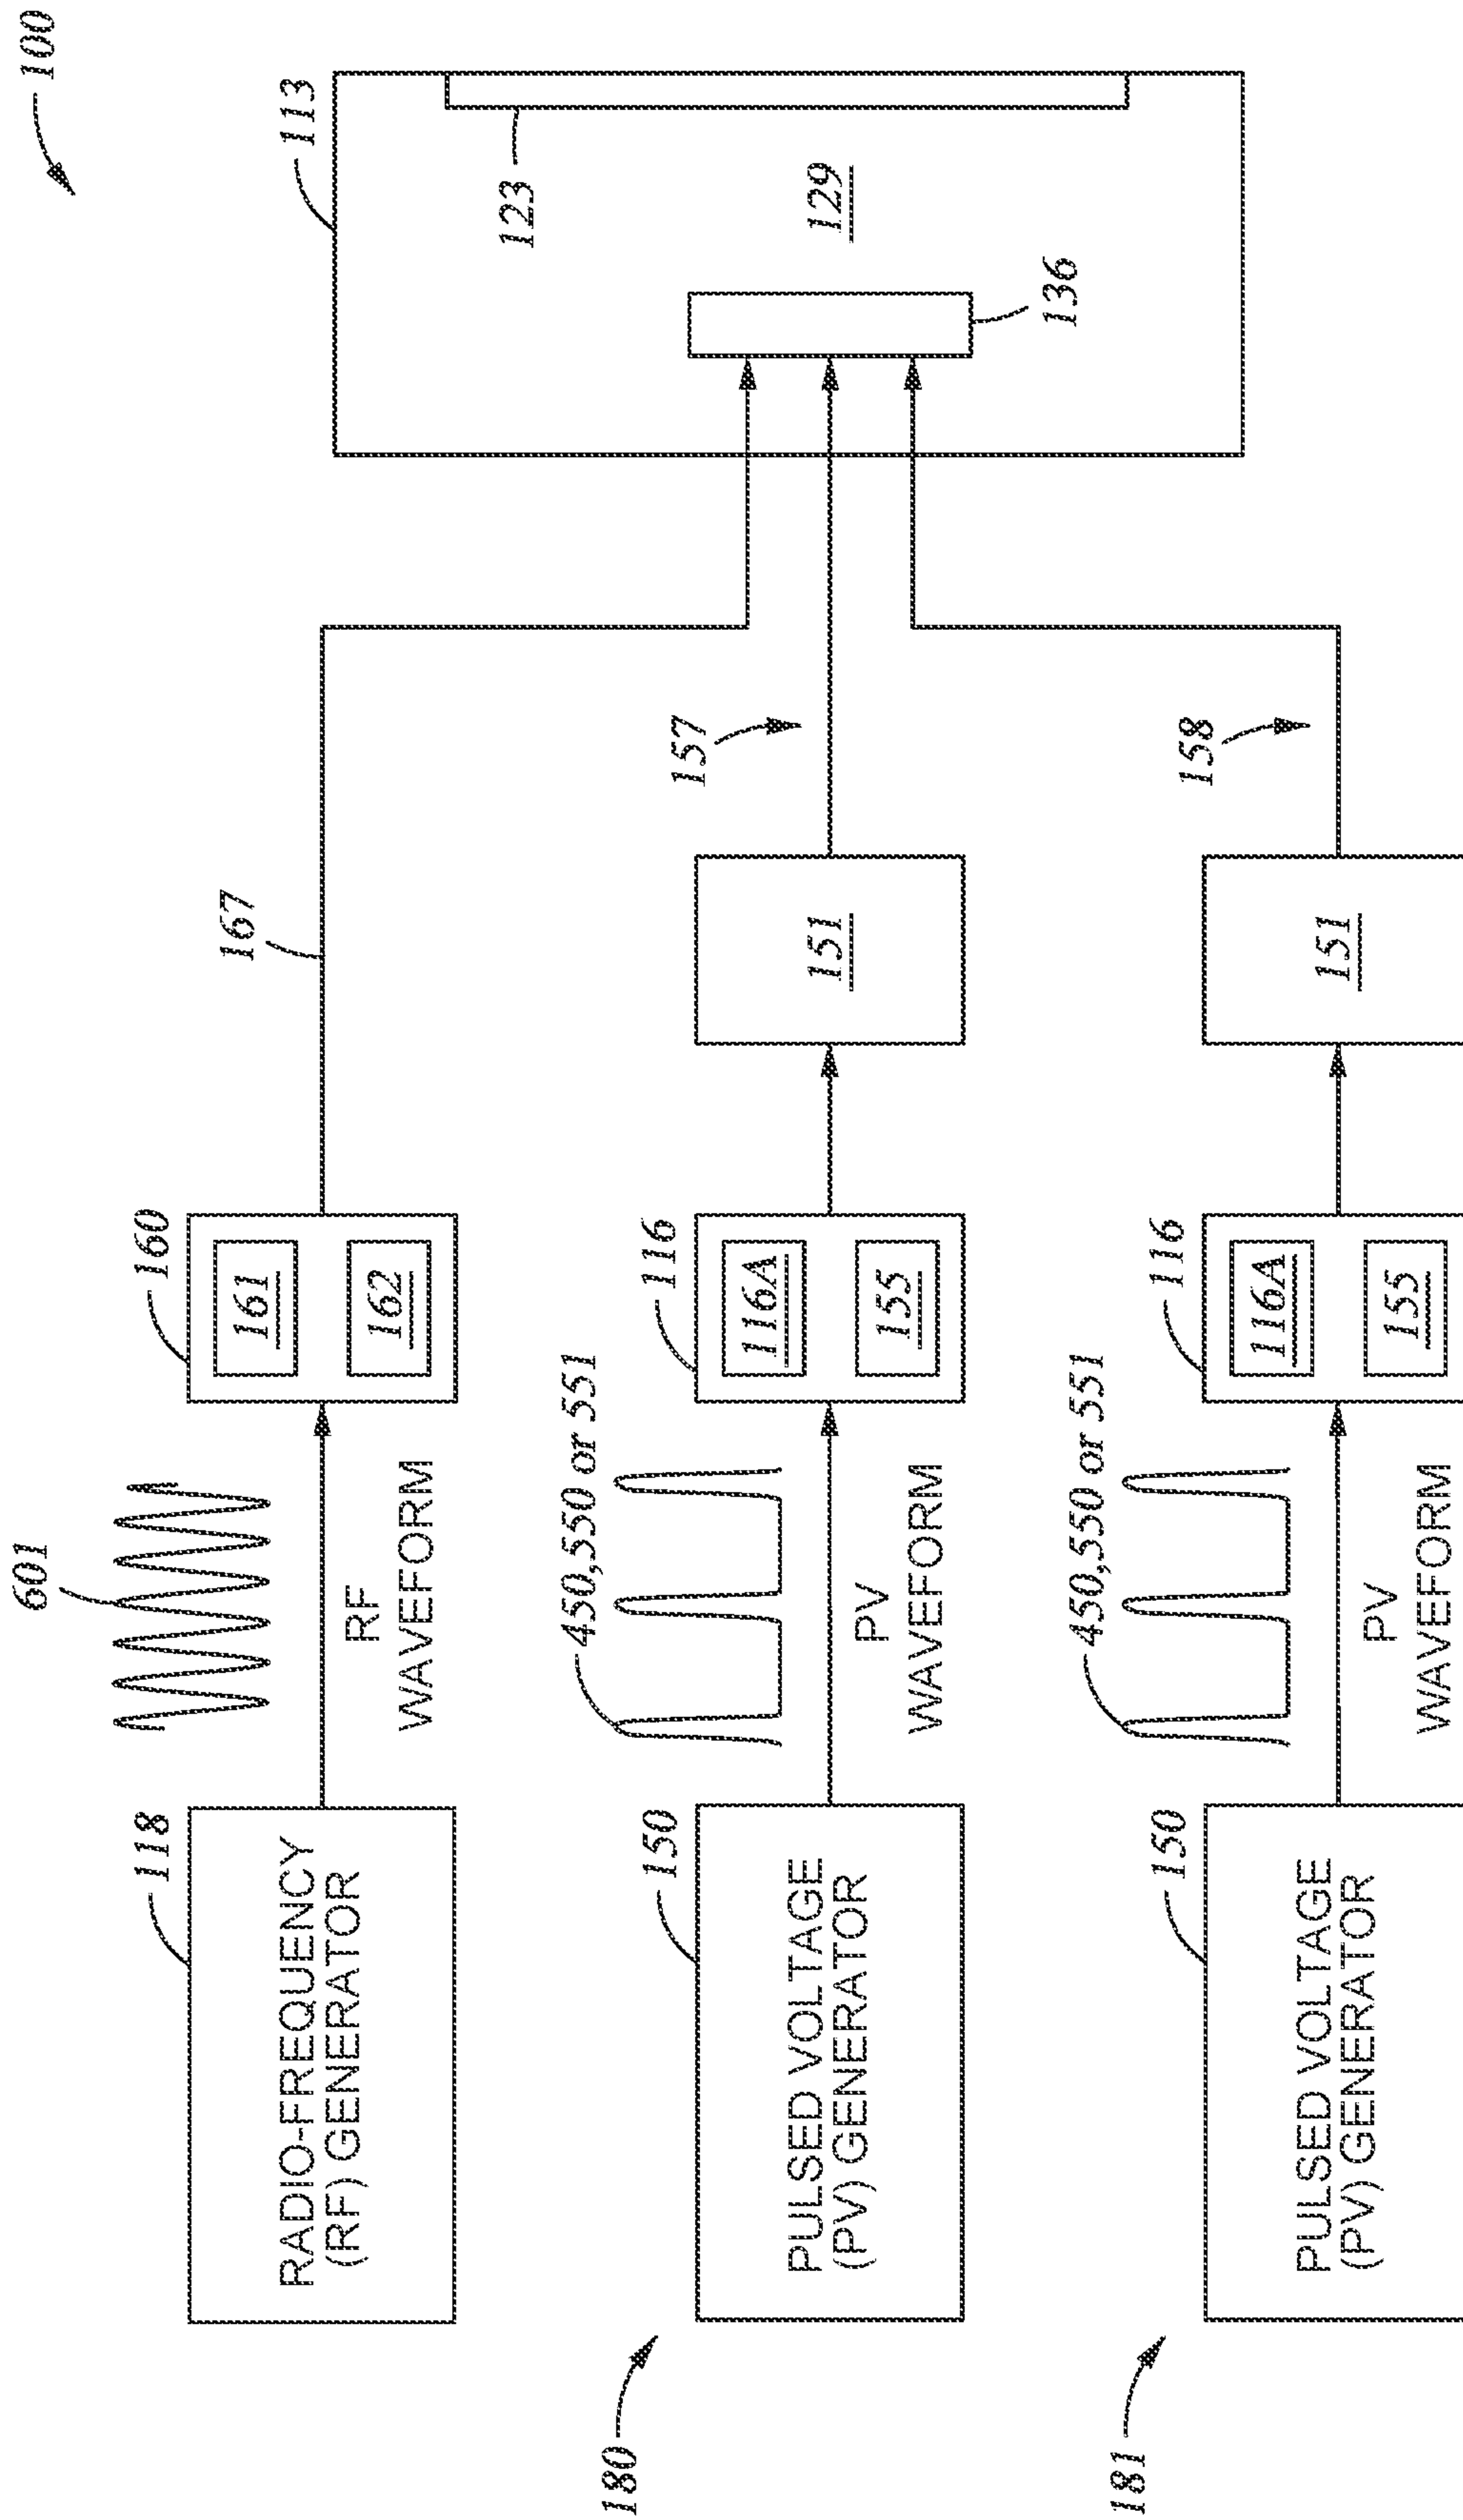 100
601
118
RADIO-FREQUENCY
(RF) GENERATOR
RF
WAVEFORM
160
161
162
167
113
123
129
136
180
150
PULSED VOLTAGE
(PV) GENERATOR
450,550 or 551
PV
WAVEFORM
116
116A
155
151
157
181
150
PULSED VOLTAGE
(PV) GENERATOR
450,550 or 551
PV
WAVEFORM
116
116A
155
151
158